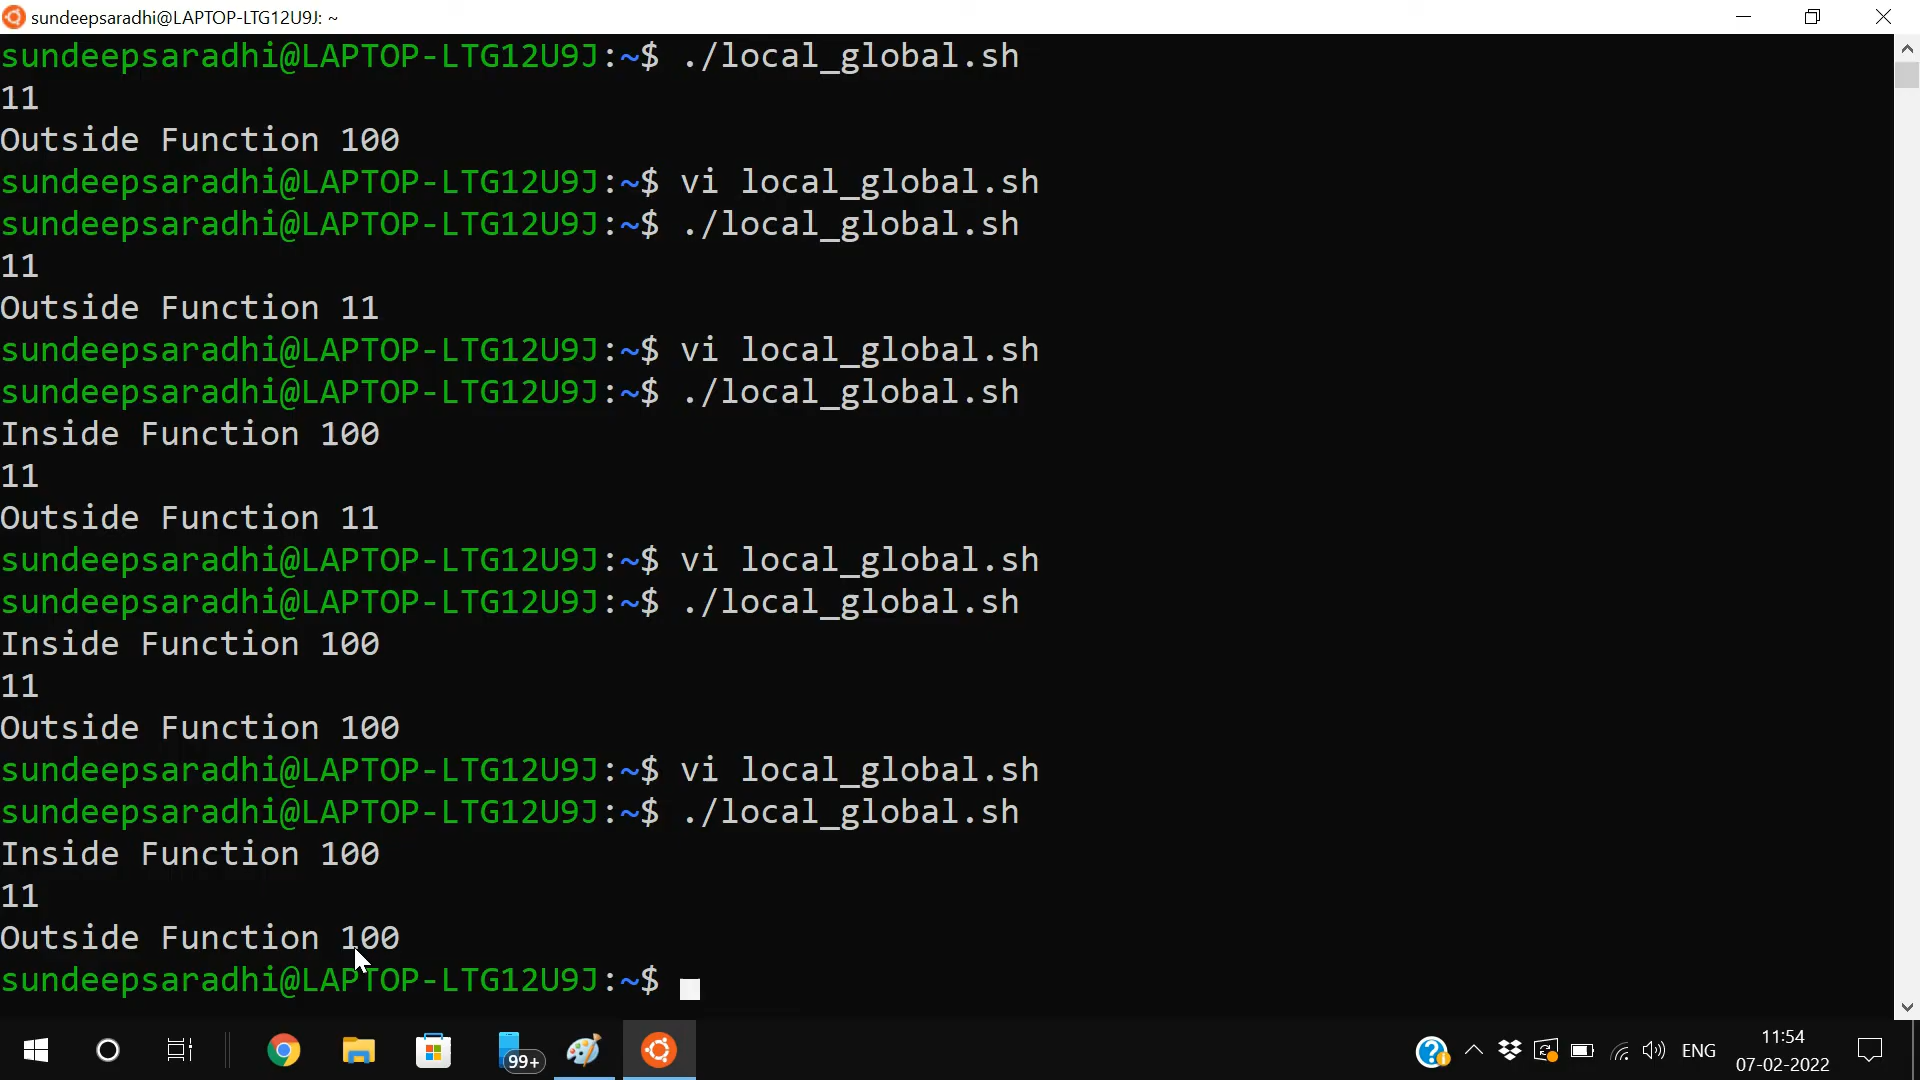 sundeepsaradhi@LAPTOP-LTG12U9J: ~
sundeepsaradhi@LAPTOP-LTG12U9J:~$ ./local_global.sh
11
Outside Function 100
sundeepsaradhi@LAPTOP-LTG12U9J:~$ vi local_global.sh
sundeepsaradhi@LAPTOP-LTG12U9J:~$ ./local_global.sh
11
Outside Function 11
sundeepsaradhi@LAPTOP-LTG12U9J:~$ vi local_global.sh
sundeepsaradhi@LAPTOP-LTG12U9J:~$ ./local_global.sh
Inside Function 100
11
Outside Function 11
sundeepsaradhi@LAPTOP-LTG12U9J:~$ vi local_global.sh
sundeepsaradhi@LAPTOP-LTG12U9J:~$ ./local_global.sh
Inside Function 100
11
Outside Function 100
sundeepsaradhi@LAPTOP-LTG12U9J:~$ vi local_global.sh
sundeepsaradhi@LAPTOP-LTG12U9J:~$ ./local_global.sh
Inside Function 100
11
Outside Function 100
sundeepsaradhi@LAPTOP-LTG12U9J:~$
99+
ENG
11:54
07-02-2022